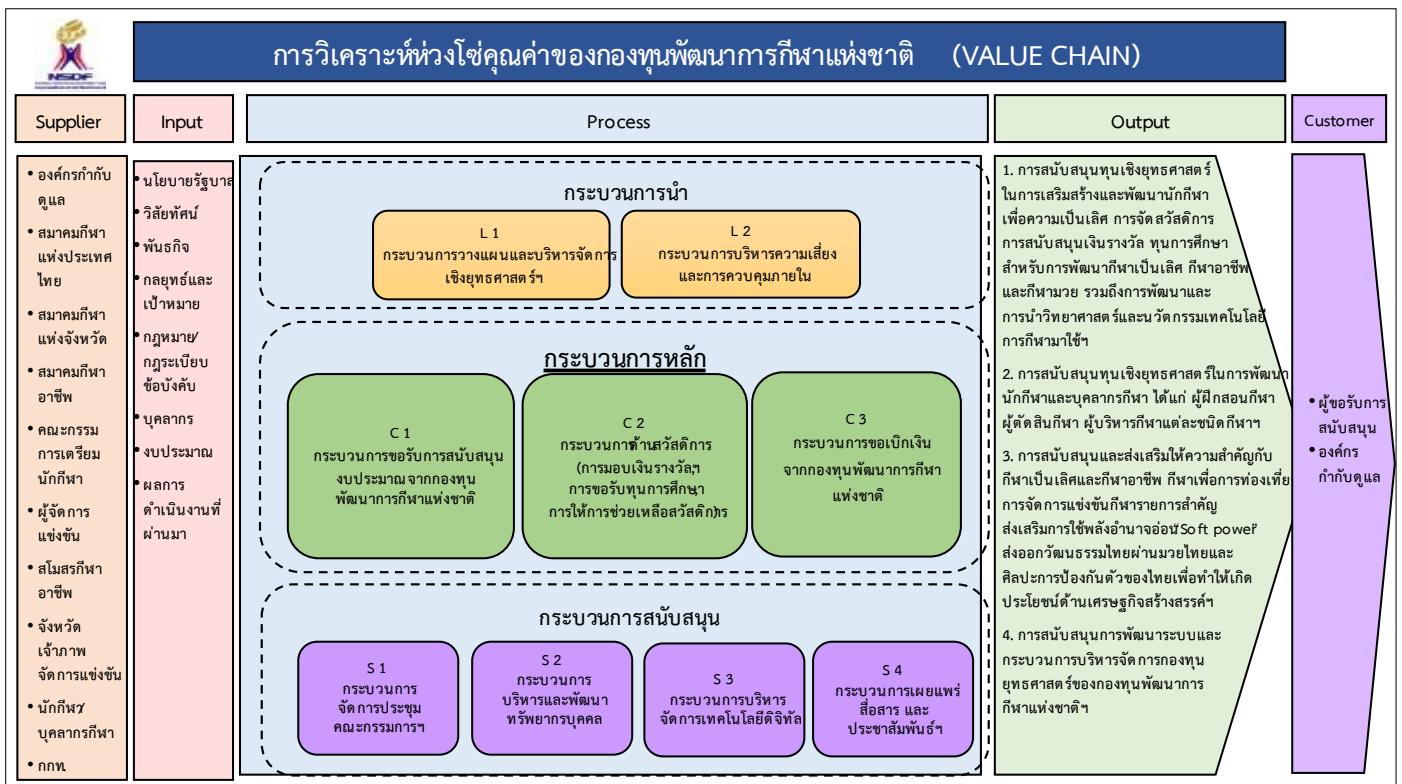 NSDF
การวิเคราะห์ห่วงโซ่คุณค่าของกองทุนพัฒนาการกีฬาแห่งชาติ (VALUE CHAIN)
Supplier
Input
Process
Output
Customer
• องค์กรกำกับ
ดูแล
• สมาคมกีฬา
แห่งประเทศ
ไทย
• สมาคมกีฬา
แห่งจังหวัด
• สมาคมกีฬา
อาชีพ
• คณะกรรม
การเตรียม
นักกีฬา
• ผู้จัดการ
แข่งขัน
• สโมสรกีฬา
อาชีพ
• จังหวัด
เจ้าภาพ
จัดการแข่งขัน
• นักกีฬา/
บุคลากรกีฬา
• กกท.
• นโยบายรัฐบาล
• วิสัยทัศน์
• พันธกิจ
• กลยุทธ์และ
เป้าหมาย
• กฎหมาย/
กฎระเบียบ
ข้อบังคับ
• บุคลากร
• งบประมาณ
• ผลการ
ดำเนินงานที่
ผ่านมา
กระบวนการนำ
L 1
กระบวนการวางแผนและบริหารจัดการ
เชิงยุทธศาสตร์ฯ
L 2
กระบวนการบริหารความเสี่ยง
และการควบคุมภายใน
กระบวนการหลัก
C 1
กระบวนการขอรับการสนับสนุน
งบประมาณจากกองทุน
พัฒนาการกีฬาแห่งชาติ
C 2
กระบวนการด้านสวัสดิการ
(การมอบเงินรางวัลฯ
การขอรับทุนการศึกษา
การให้การช่วยเหลือสวัสดิการ)
C 3
กระบวนการขอเบิกเงิน
จากกองทุนพัฒนาการกีฬา
แห่งชาติ
กระบวนการสนับสนุน
S 1
กระบวนการ
จัดการประชุม
คณะกรรมการฯ
S 2
กระบวนการ
บริหารและพัฒนา
ทรัพยากรบุคคล
S 3
กระบวนการบริหาร
จัดการเทคโนโลยีดิจิทัล
S 4
กระบวนการเผยแพร่
สื่อสาร และ
ประชาสัมพันธ์ฯ
1. การสนับสนุนทุนเชิงยุทธศาสตร์
ในการเสริมสร้างและพัฒนานักกีฬา
เพื่อความเป็นเลิศ การจัดสวัสดิการ
การสนับสนุนเงินรางวัล ทุนการศึกษา
สำหรับการพัฒนากีฬาเป็นเลิศ กีฬาอาชีพ
และกีฬามวย รวมถึงการพัฒนาและ
การนำวิทยาศาสตร์และนวัตกรรมเทคโนโลยี
การกีฬามาใช้ฯ
2. การสนับสนุนทุนเชิงยุทธศาสตร์ในการพัฒนา
นักกีฬาและบุคลากรกีฬา ได้แก่ ผู้ฝึกสอนกีฬา
ผู้ตัดสินกีฬา ผู้บริหารกีฬาแต่ละชนิดกีฬาฯ
3. การสนับสนุนและส่งเสริมให้ความสำคัญกับ
กีฬาเป็นเลิศและกีฬาอาชีพ กีฬาเพื่อการท่องเที่ย
การจัดการแข่งขันกีฬารายการสำคัญ
ส่งเสริมการใช้พลังอำนาจอ่อน "Soft power"
ส่งออกวัฒนธรรมไทยผ่านมวยไทยและ
ศิลปะการป้องกันตัวของไทยเพื่อทำให้เกิด
ประโยชน์ด้านเศรษฐกิจสร้างสรรค์ฯ
4. การสนับสนุนการพัฒนาระบบและ
กระบวนการบริหารจัดการกองทุน
ยุทธศาสตร์ของกองทุนพัฒนาการ
กีฬาแห่งชาติฯ
• ผู้ขอรับการ
สนับสนุน
• องค์กร
กำกับดูแล